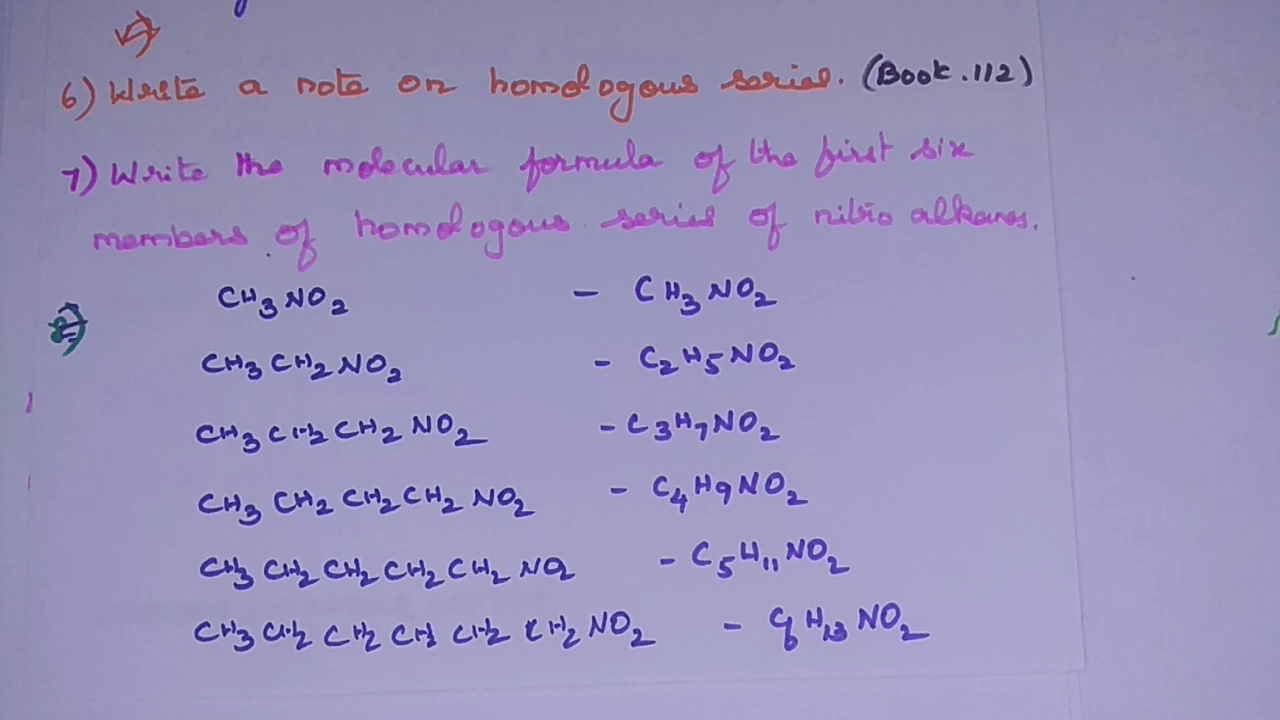 6) Write a note on homologous series. (Book.112)
7) Write the molecular formula of the first six
members of homologous series of nitro alkanes.
CH₃NO₂ - CH₃NO₂
CH₃CH₂NO₂ - C₂H₅NO₂
CH₃CH₂CH₂NO₂ - C₃H₇NO₂
CH₃CH₂CH₂CH₂NO₂ - C₄H₉NO₂
CH₃CH₂CH₂CH₂CH₂NO₂ - C₅H₁₁NO₂
CH₃CH₂CH₂CH₂CH₂CH₂NO₂ - C₆H₁₃NO₂